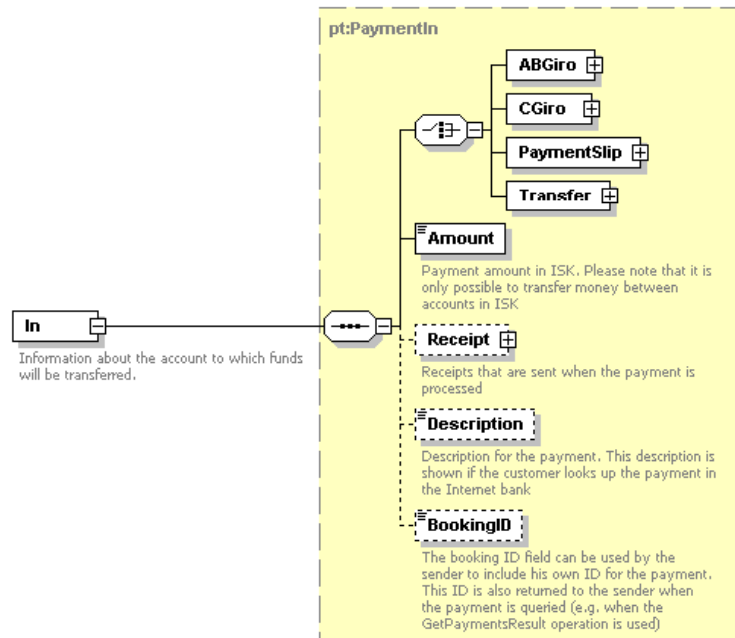 pt:PaymentIn
ABGiro
CGiro
PaymentSlip
Transfer
Amount
Payment amount in ISK. Please note that it is
only possible to transfer money between
accounts in ISK
In
Information about the account to which funds
will be transferred.
Receipt
Receipts that are sent when the payment is
processed
Description
Description for the payment. This description is
shown if the customer looks up the payment in
the Internet bank
BookingID
The booking ID field can be used by the
sender to include his own ID for the payment.
This ID is also returned to the sender when
the payment is queried (e.g. when the
GetPaymentsResult operation is used)